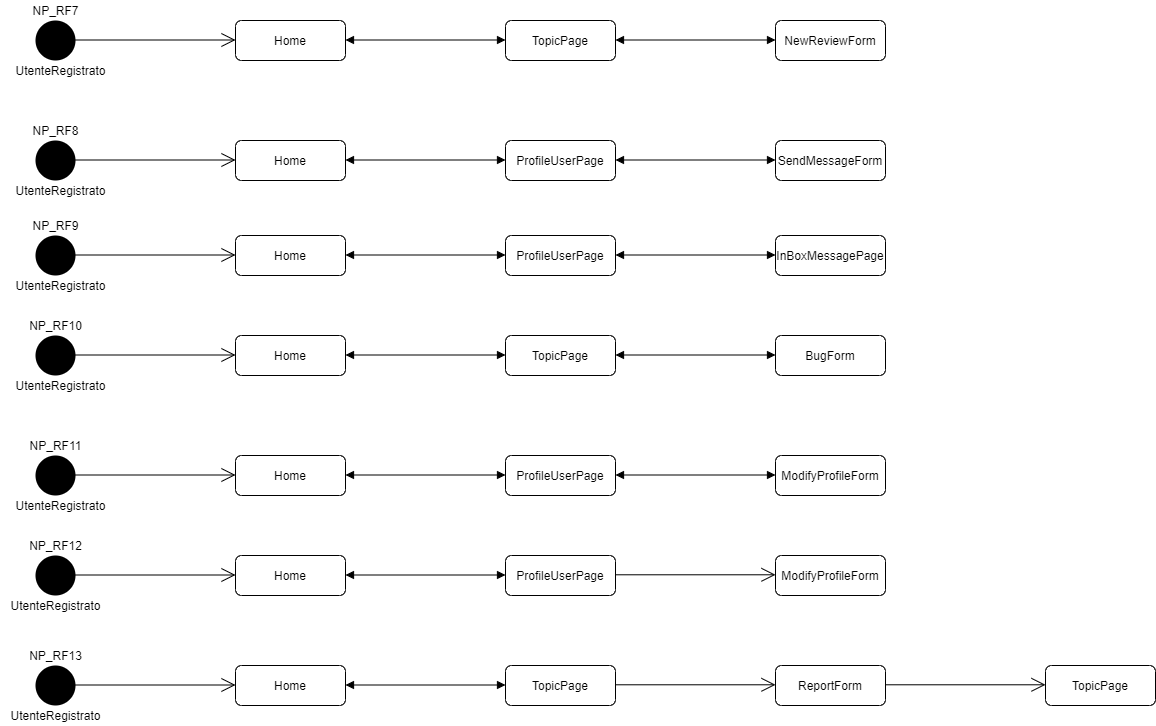 NP_RF7
UtenteRegistrato
Home
TopicPage
NewReviewForm
NP_RF8
UtenteRegistrato
Home
ProfileUserPage
SendMessageForm
NP_RF9
UtenteRegistrato
Home
ProfileUserPage
InBoxMessagePage
NP_RF10
UtenteRegistrato
Home
TopicPage
BugForm
NP_RF11
UtenteRegistrato
Home
ProfileUserPage
ModifyProfileForm
NP_RF12
UtenteRegistrato
Home
ProfileUserPage
ModifyProfileForm
NP_RF13
UtenteRegistrato
Home
TopicPage
ReportForm
TopicPage